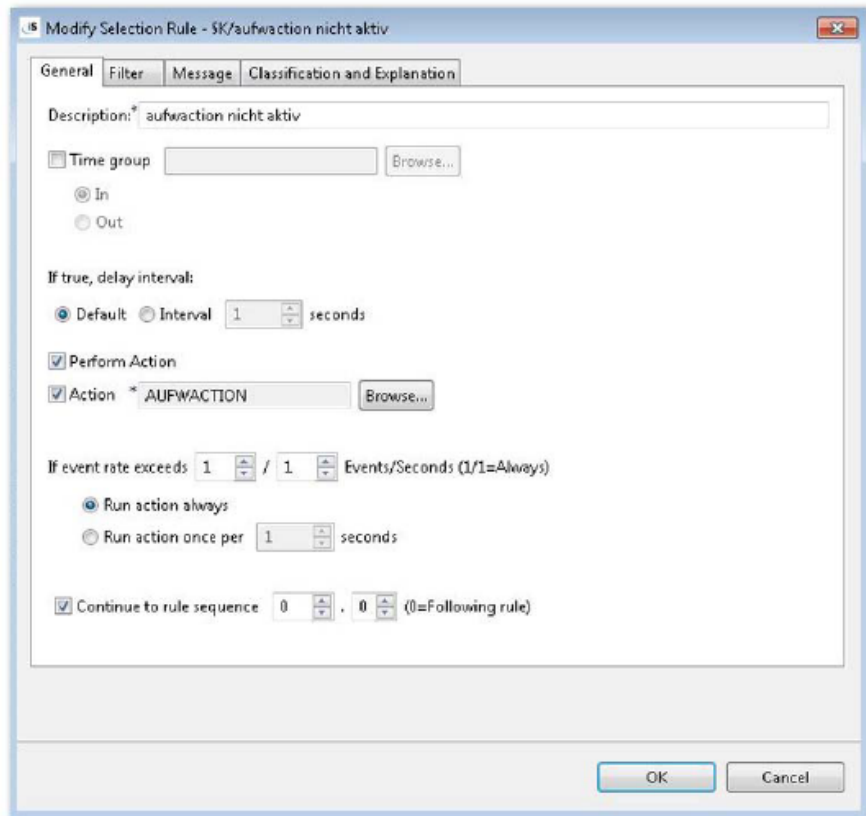 iS Modify Selection Rule - SK/aufwaction nicht aktiv
General Filter Message Classification and Explanation
Description:* aufwaction nicht aktiv
Time group Browse...
In
Out
If true, delay interval:
Default Interval 1 seconds
Perform Action
Action * AUFWACTION Browse...
If event rate exceeds 1 / 1 Events/Seconds (1/1=Always)
Run action always
Run action once per 1 seconds
Continue to rule sequence 0 . 0 (0=Following rule)
OK Cancel